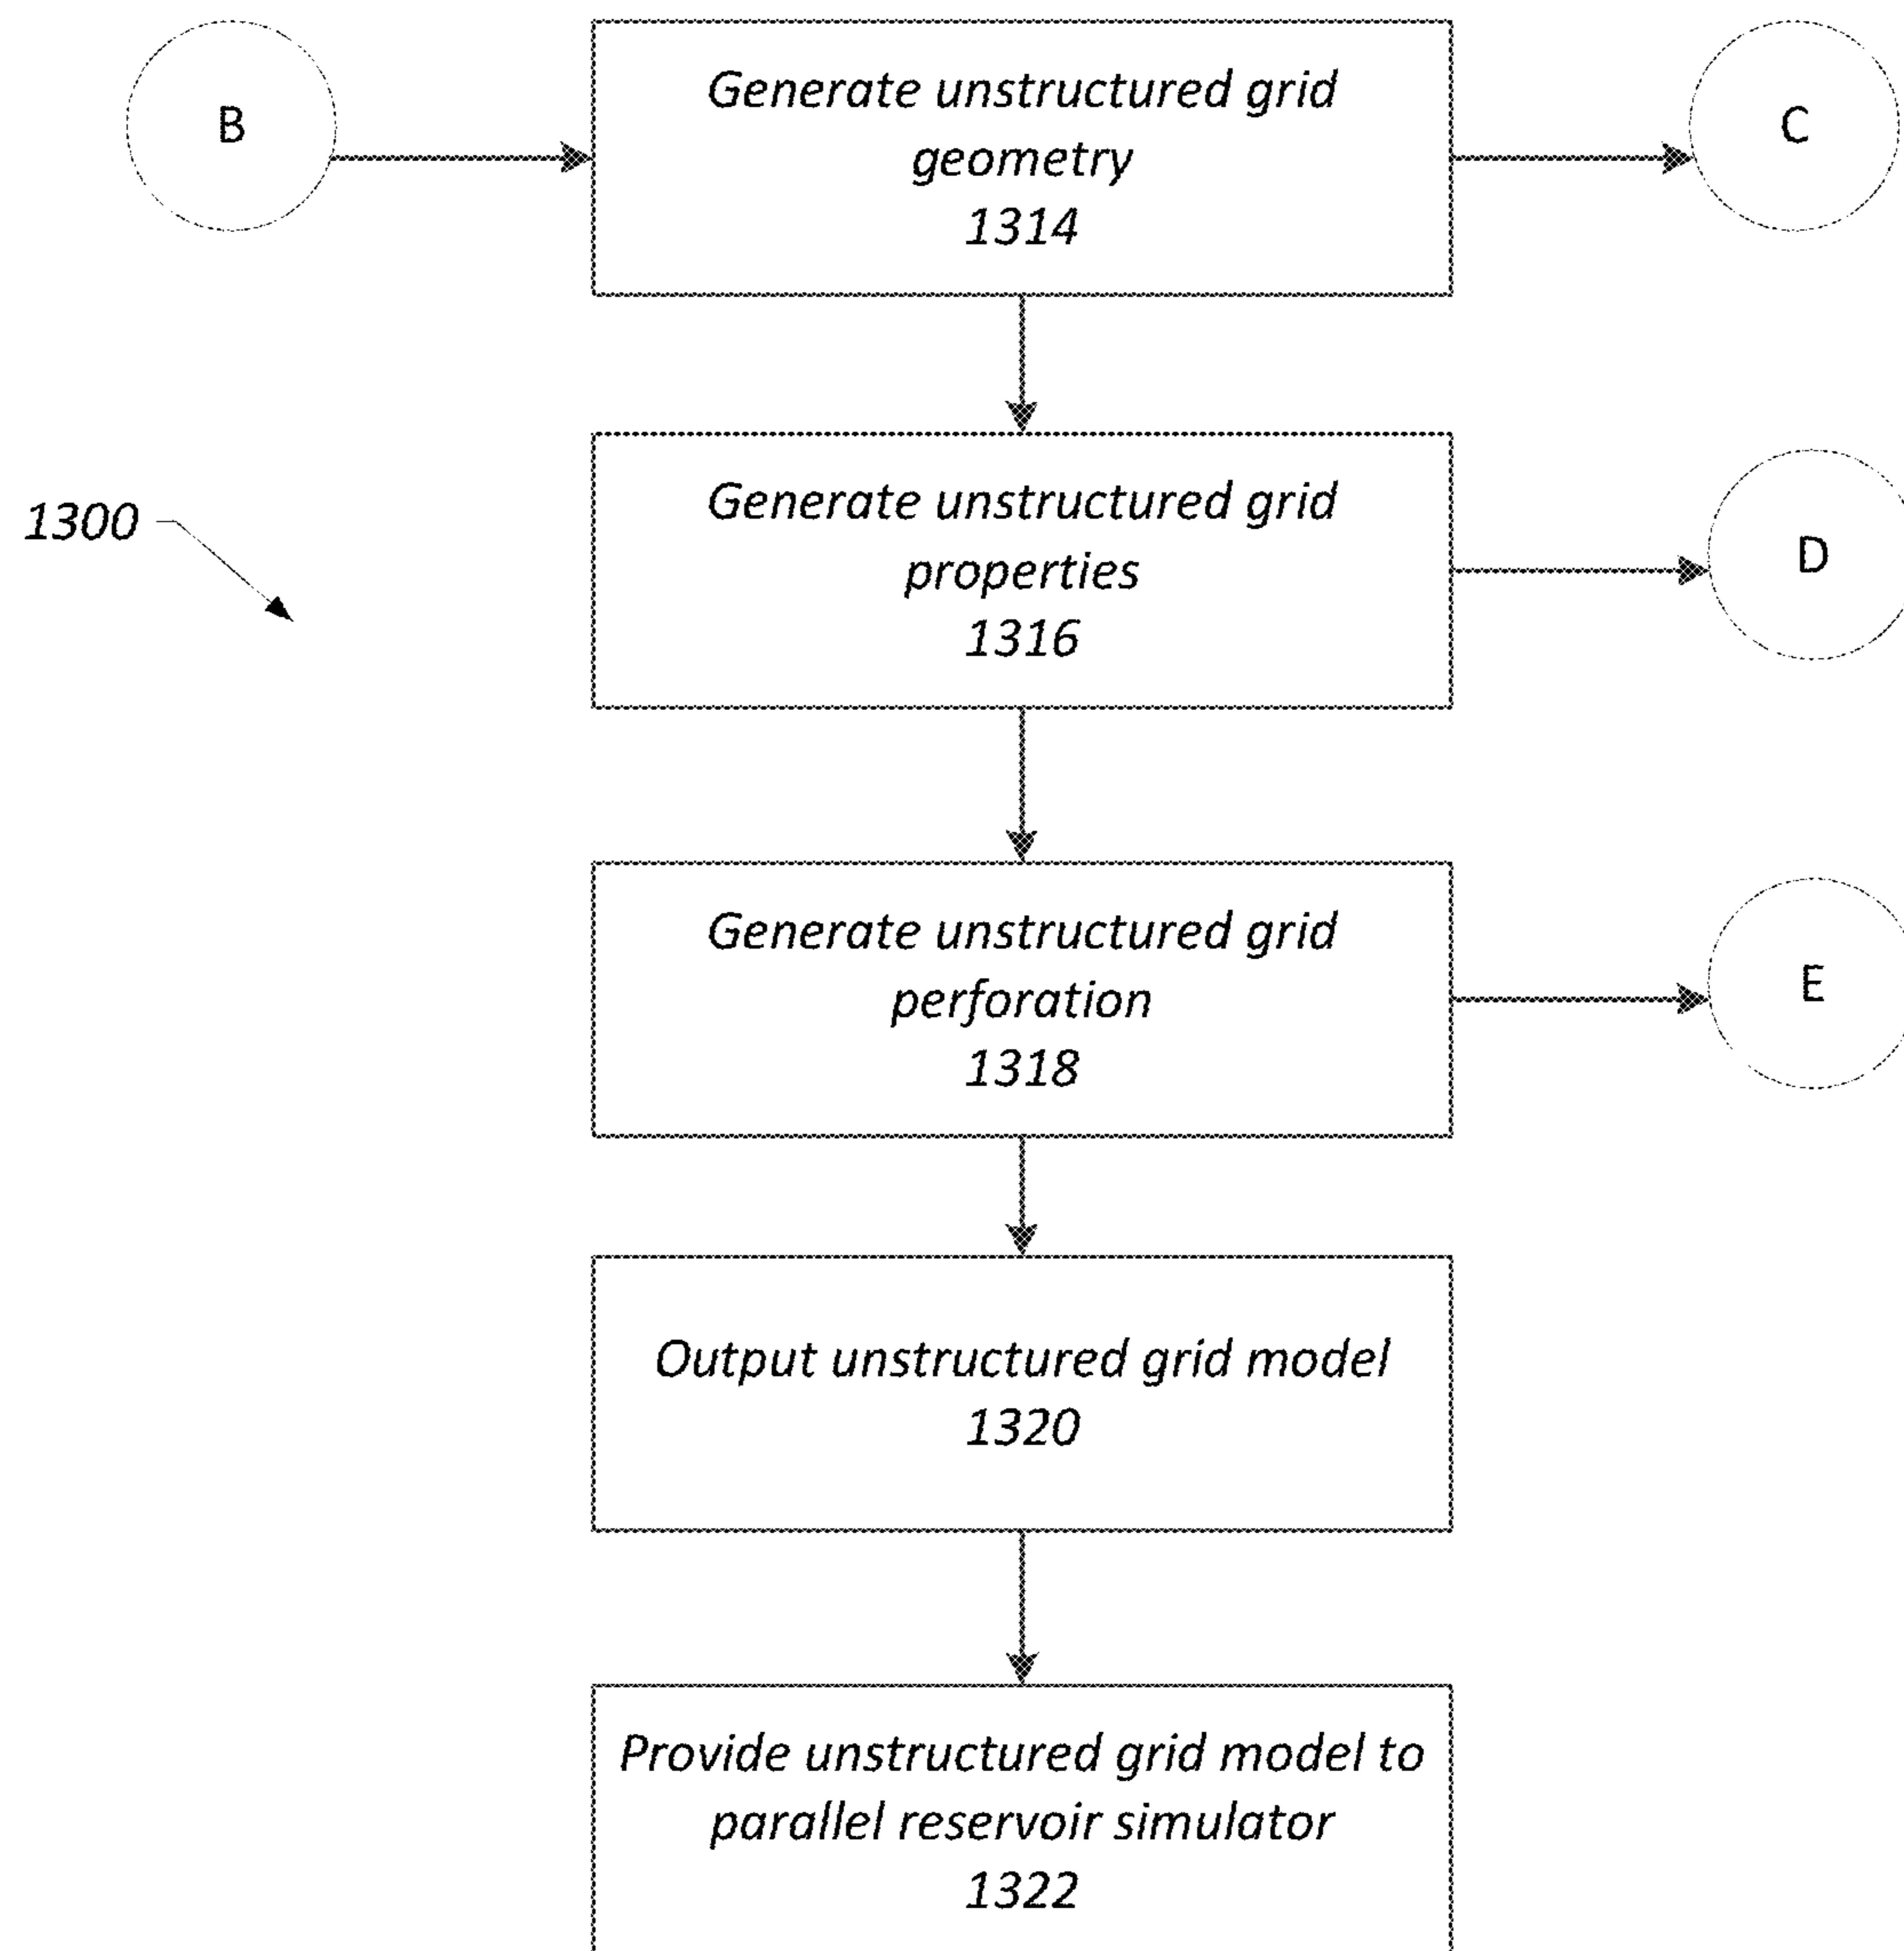 B
Generate unstructured grid
geometry
1314
C
1300
Generate unstructured grid
properties
1316
D
Generate unstructured grid
perforation
1318
E
Output unstructured grid model
1320
Provide unstructured grid model to
parallel reservoir simulator
1322